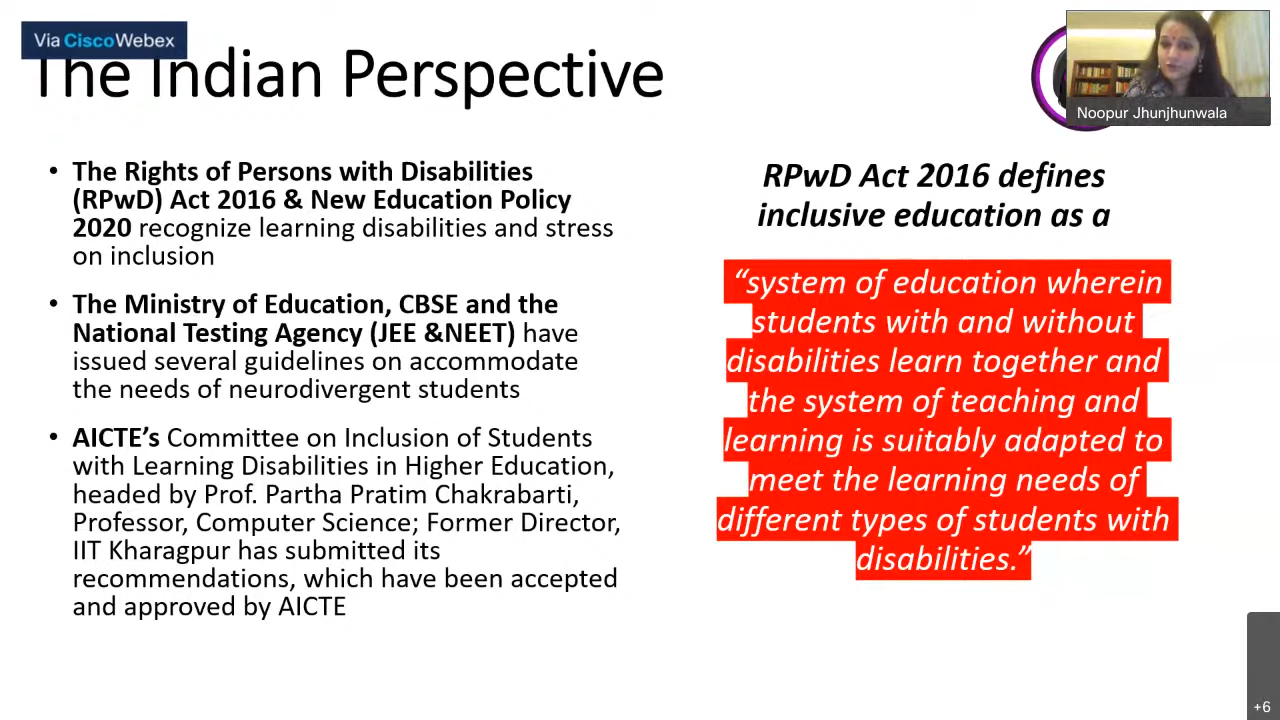 Via Cisco Webex
The Indian Perspective
Noopur Jhunjhunwala
• The Rights of Persons with Disabilities
(RPwD) Act 2016 & New Education Policy
2020 recognize learning disabilities and stress
on inclusion
• The Ministry of Education, CBSE and the
National Testing Agency (JEE &NEET) have
issued several guidelines on accommodate
the needs of neurodivergent students
• AICTE’s Committee on Inclusion of Students
with Learning Disabilities in Higher Education,
headed by Prof. Partha Pratim Chakrabarti,
Professor, Computer Science; Former Director,
IIT Kharagpur has submitted its
recommendations, which have been accepted
and approved by AICTE
RPwD Act 2016 defines
inclusive education as a
“system of education wherein
students with and without
disabilities learn together and
the system of teaching and
learning is suitably adapted to
meet the learning needs of
different types of students with
disabilities.”
+6